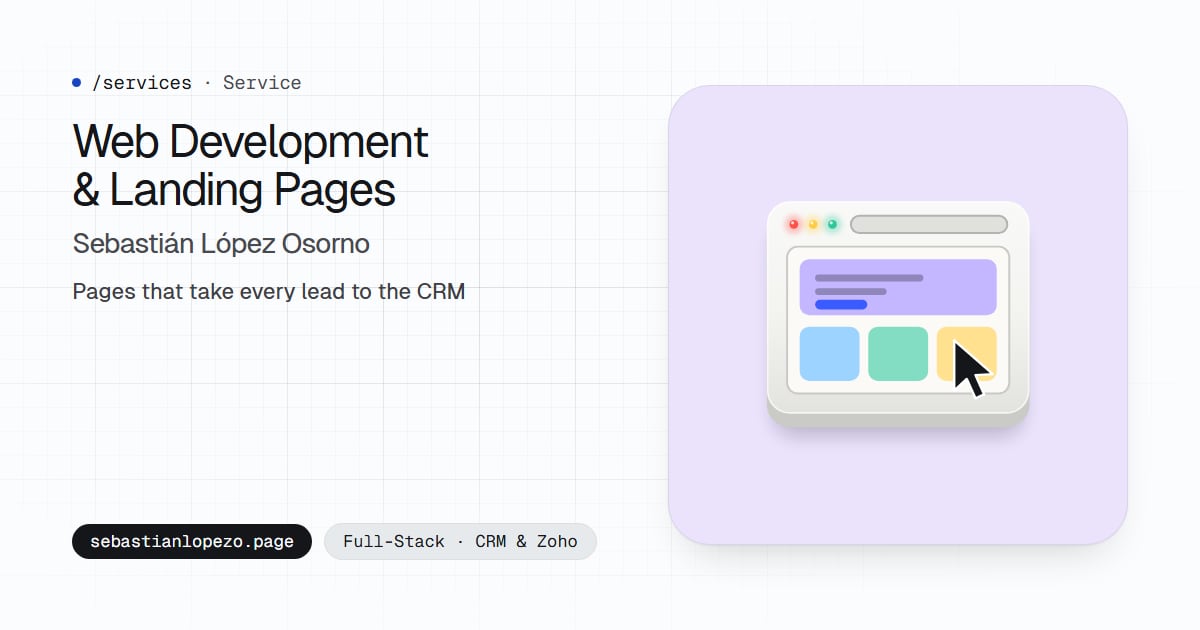 /services · Service
Web Development
& Landing Pages
Sebastián López Osorno
Pages that take every lead to the CRM
sebastianlopezo.page
Full-Stack · CRM & Zoho